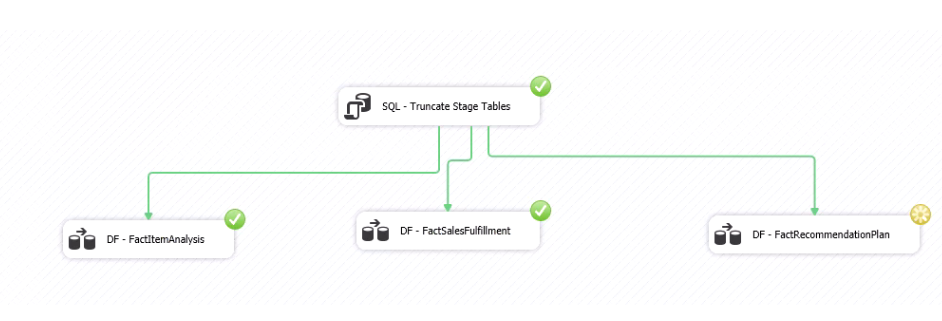 SQL - Truncate Stage Tables
DF - FactItemAnalysis
DF - FactSalesFulfillment
DF - FactRecommendationPlan